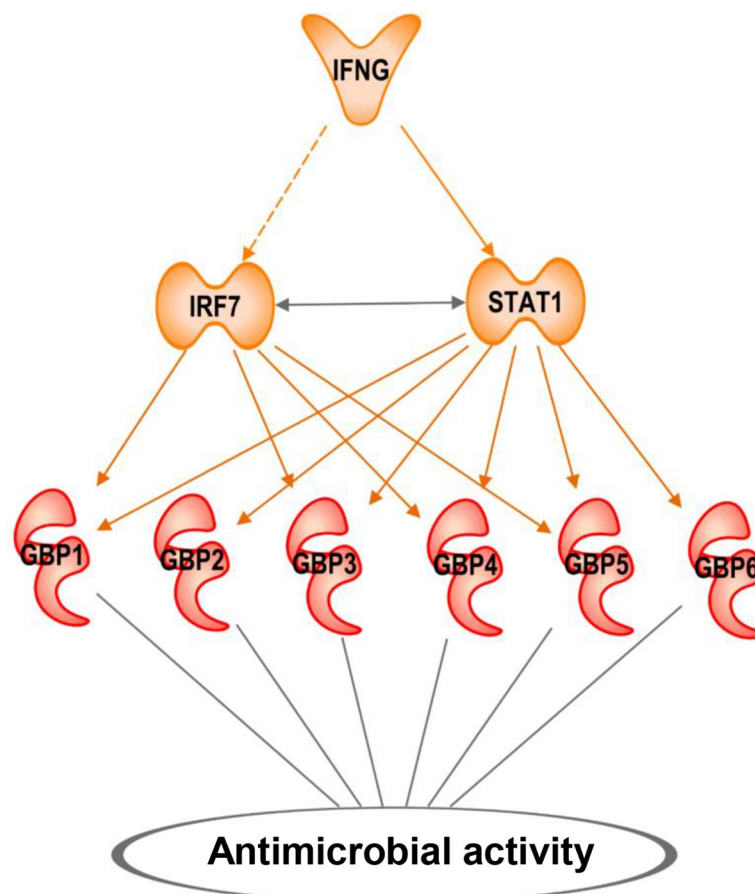 IFNG
IRF7
STAT1
GBP1
GBP2
GBP3
GBP4
GBP5
GBP6
Antimicrobial activity